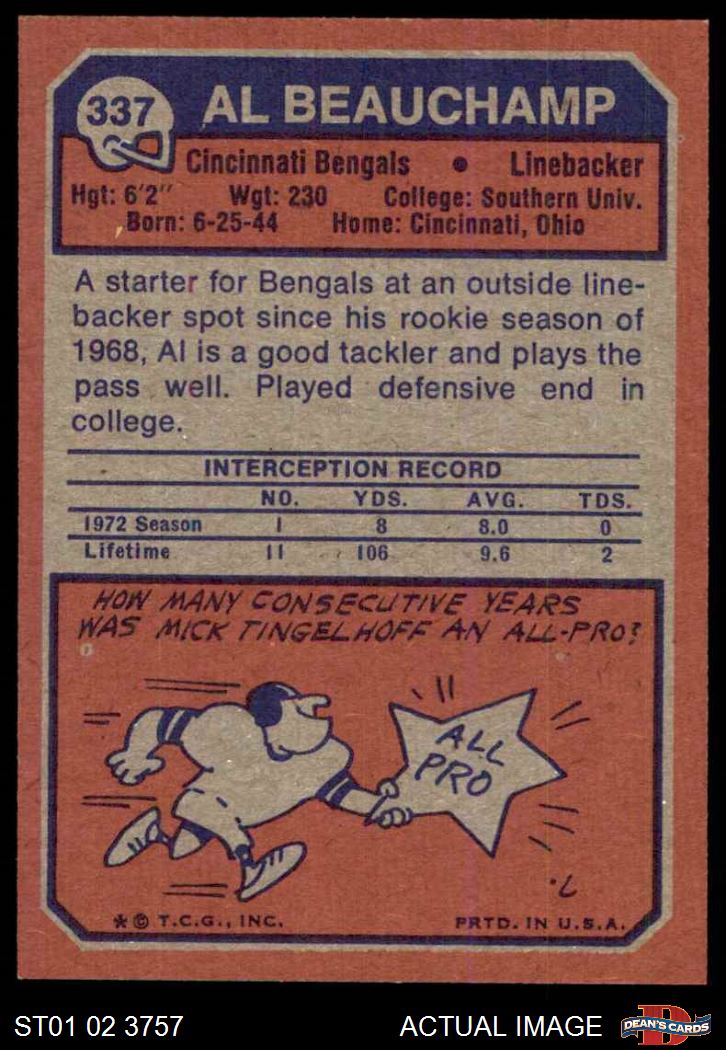 337
AL BEAUCHAMP
Cincinnati Bengals • Linebacker
Hgt: 6'2" Wgt: 230 College: Southern Univ.
Born: 6-25-44 Home: Cincinnati, Ohio
A starter for Bengals at an outside line-
backer spot since his rookie season of
1968, Al is a good tackler and plays the
pass well. Played defensive end in
college.
INTERCEPTION RECORD
NO. YDS. AVG. TDS.
1972 Season 1 8 8.0 0
Lifetime 11 106 9.6 2
HOW MANY CONSECUTIVE YEARS
WAS MICK TINGELHOFF AN ALL-PRO?
ALL
PRO
7.
* © T.C.G., INC. PRTD. IN U.S.A.
ST01 02 3757 ACTUAL IMAGE
D
DEAN'S CARDS